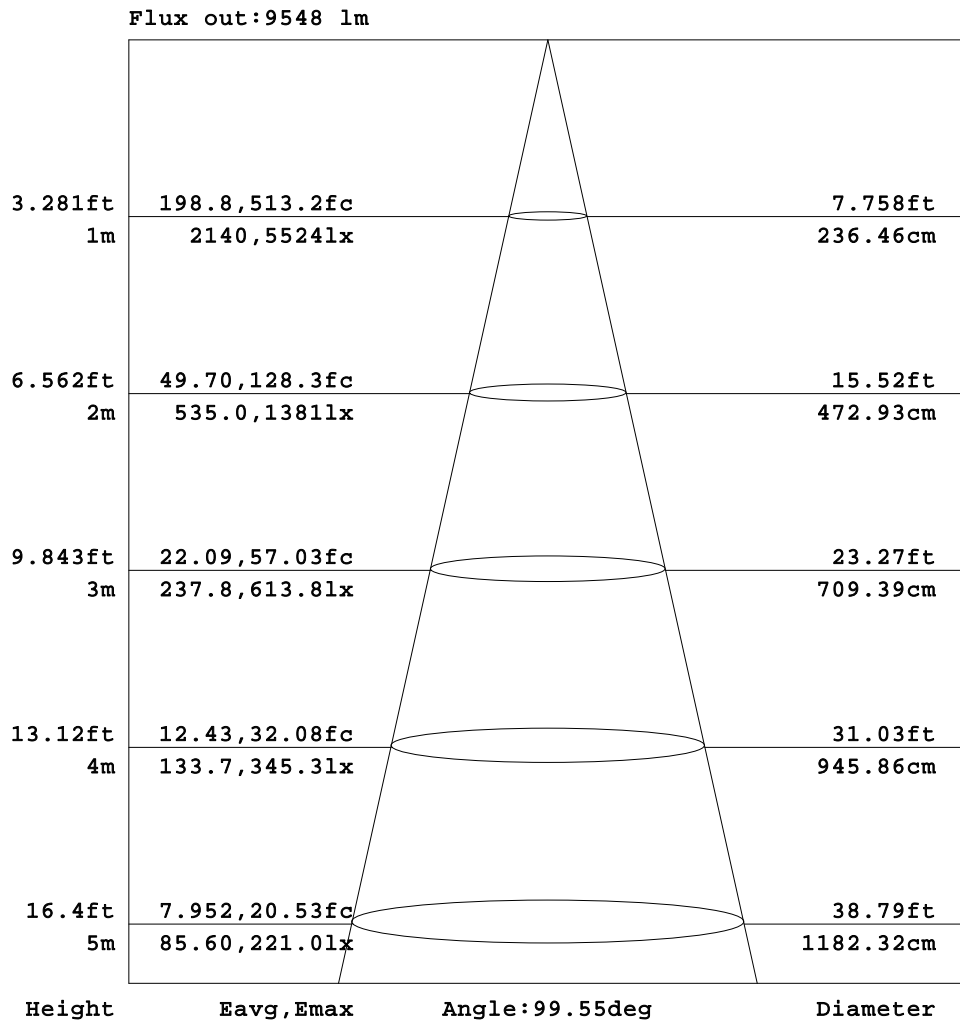 Flux out:9548 lm
3.281ft 198.8,513.2fc 7.758ft
1m 2140,5524lx 236.46cm
6.562ft 49.70,128.3fc 15.52ft
2m 535.0,1381lx 472.93cm
9.843ft 22.09,57.03fc 23.27ft
3m 237.8,613.8lx 709.39cm
13.12ft 12.43,32.08fc 31.03ft
4m 133.7,345.3lx 945.86cm
16.4ft 7.952,20.53fc 38.79ft
5m 85.60,221.0lx 1182.32cm
Height Eavg,Emax Angle:99.55deg Diameter